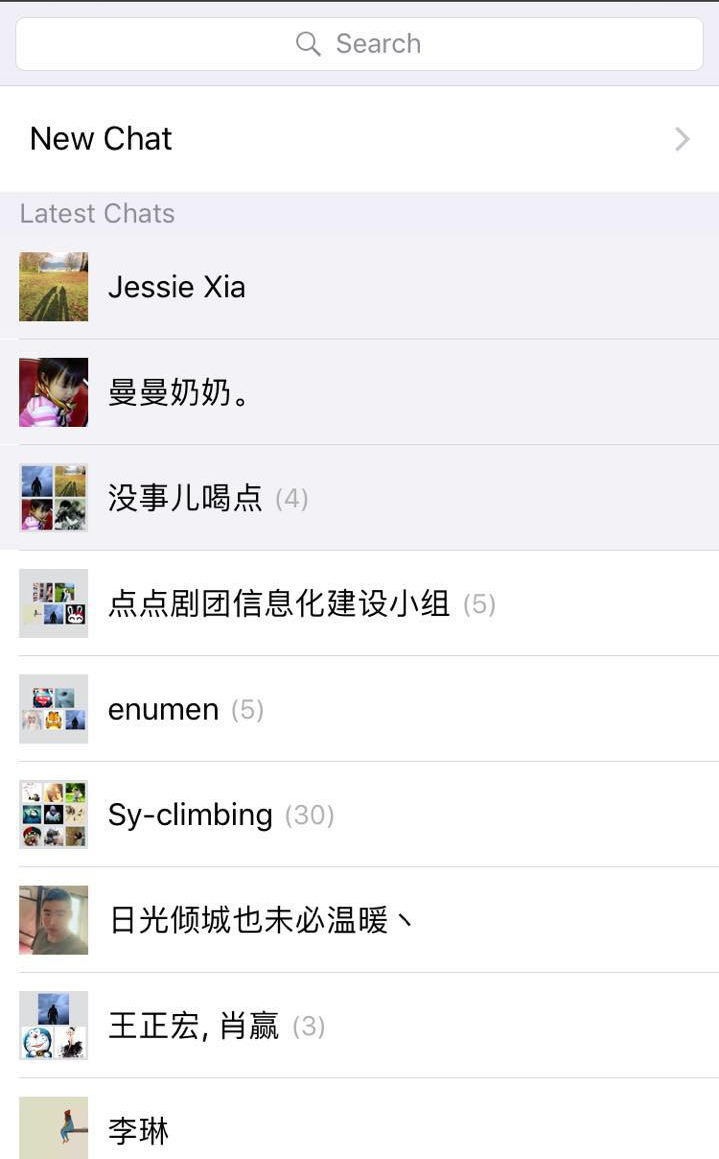 Search
New Chat
Latest Chats
Jessie Xia
曼曼奶奶。
没事儿喝点 (4)
点点剧团信息化建设小组 (5)
enumen (5)
Sy-climbing (30)
日光倾城也未必温暖丶
王正宏, 肖赢 (3)
李琳